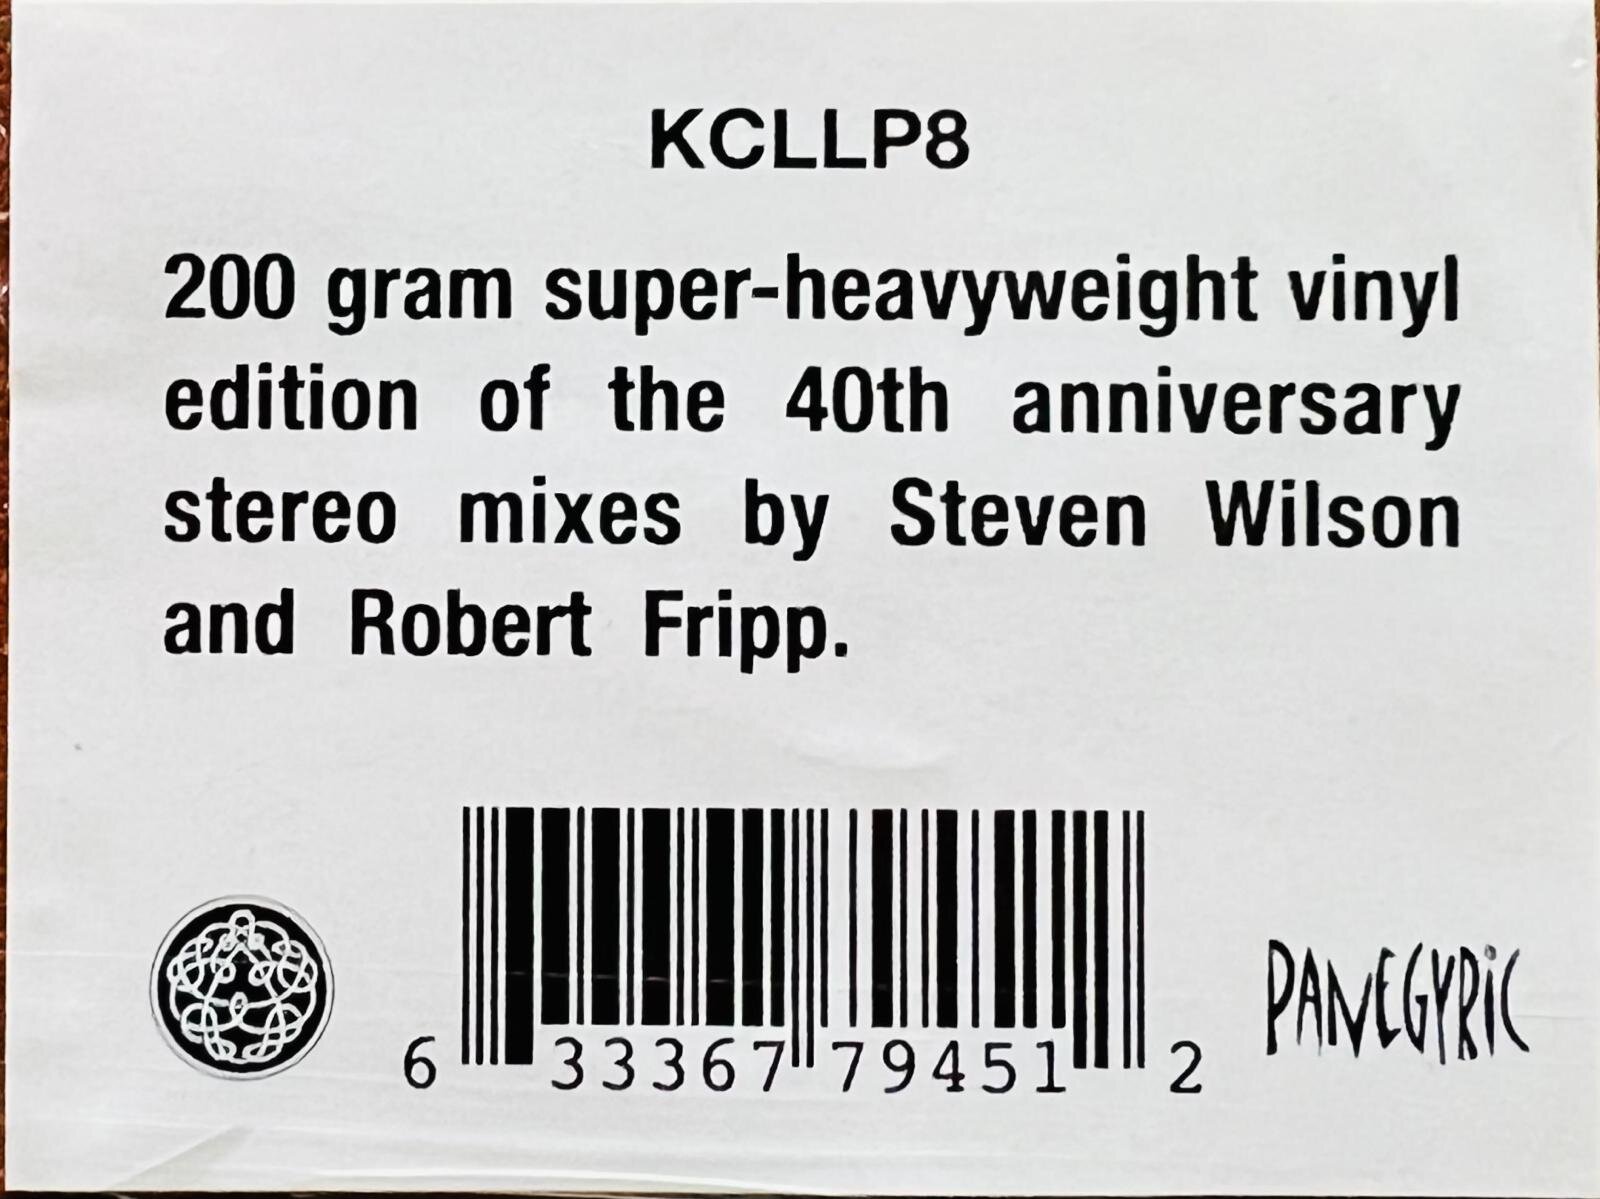 KCLLP8
200 gram super-heavyweight vinyl
edition of the 40th anniversary
stereo mixes by Steven Wilson
and Robert Fripp.
6 33367 79451 2
PANEGYRiC